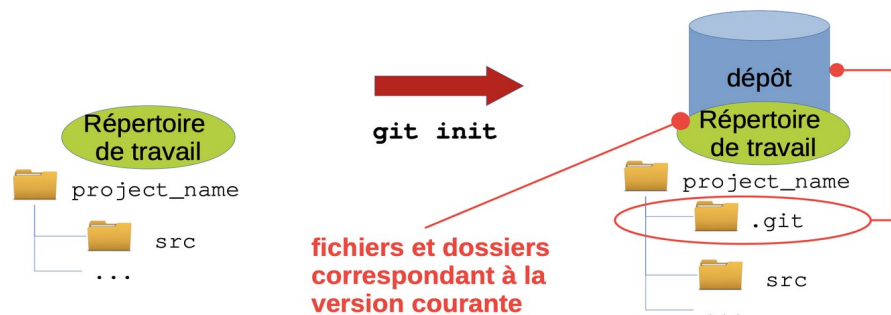 Répertoire
de travail
project_name
src
...
git init
fichiers et dossiers
correspondant à la
version courante
dépôt
Répertoire
de travail
project_name
.git
src
...